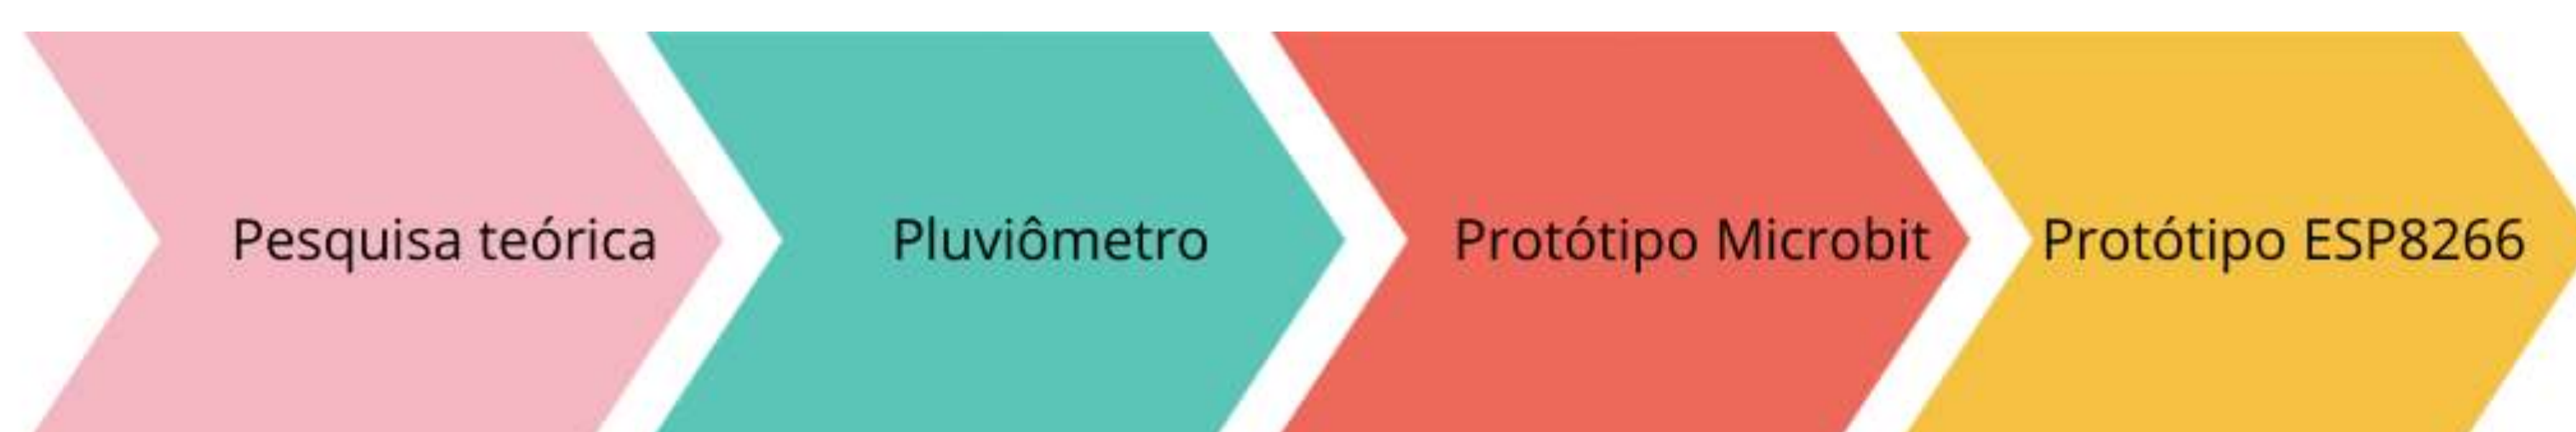 Pesquisa teórica
Pluviômetro
Protótipo Microbit
Protótipo ESP8266